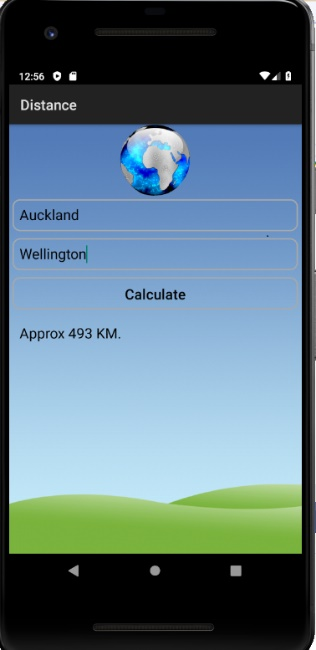 12:56
Distance
Auckland
Wellington
Calculate
Approx 493 KM.